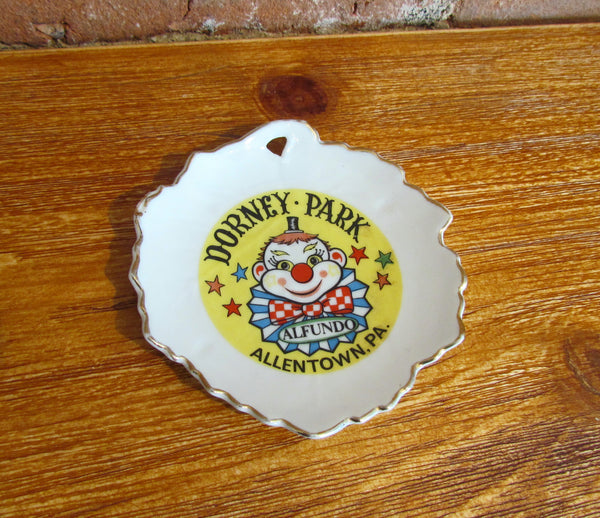 DORNEY · PARK
ALFUNDO
ALLENTOWN, PA.